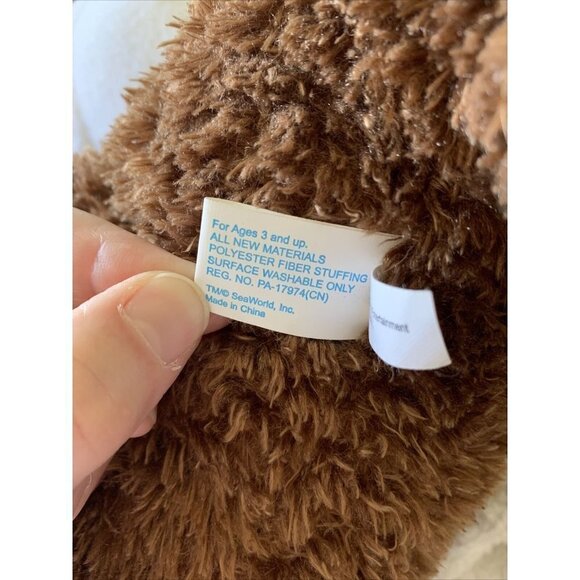 For Ages 3 and up.
ALL NEW MATERIALS
POLYESTER FIBER STUFFING
SURFACE WASHABLE ONLY
REG. NO. PA-17974(CN)
TM/© SeaWorld, Inc.
Made in China